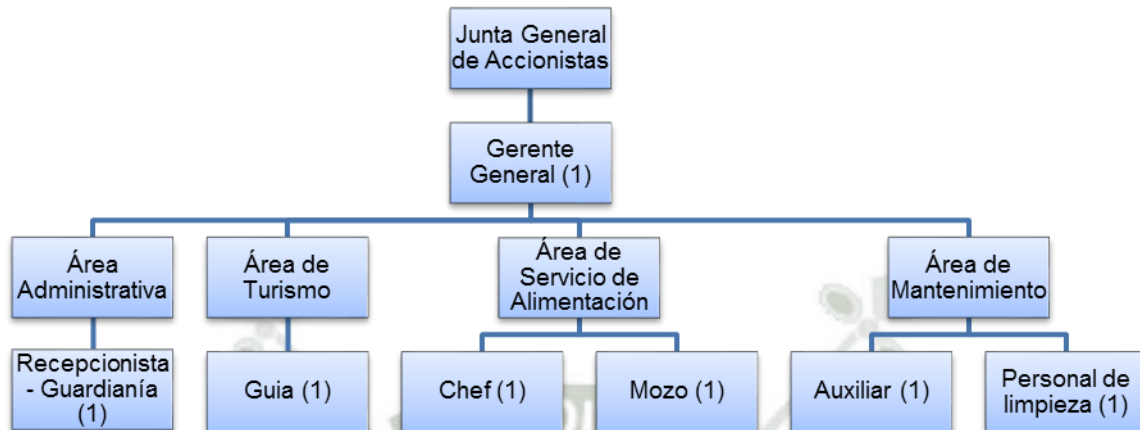 Junta General
de Accionistas
Gerente
General (1)
Área
Administrativa
Área de
Turismo
Área de
Servicio de
Alimentación
Área de
Mantenimiento
Recepcionista
- Guardianía
(1)
Guia (1)
Chef (1)
Mozo (1)
Auxiliar (1)
Personal de
limpieza (1)